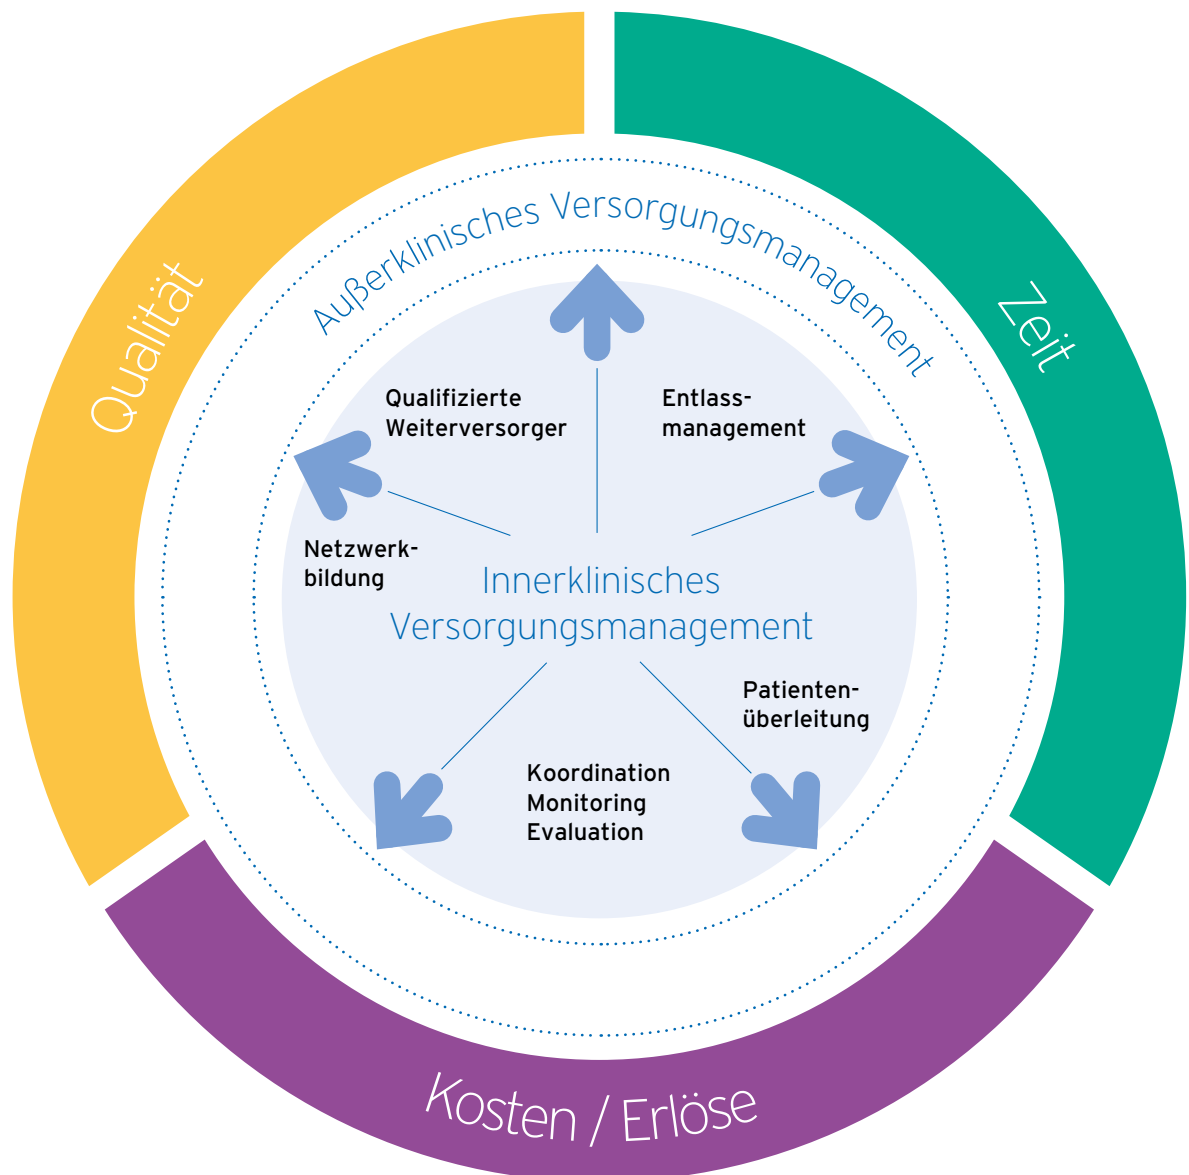 Außerklinisches Versorgungsmanagement
Qualität
Zeit
Qualifizierte
Weiterversorger
Entlass-
management
Netzwerk-
bildung
Innerklinisches
Versorgungsmanagement
Patienten-
überleitung
Koordination
Monitoring
Evaluation
Kosten / Erlöse